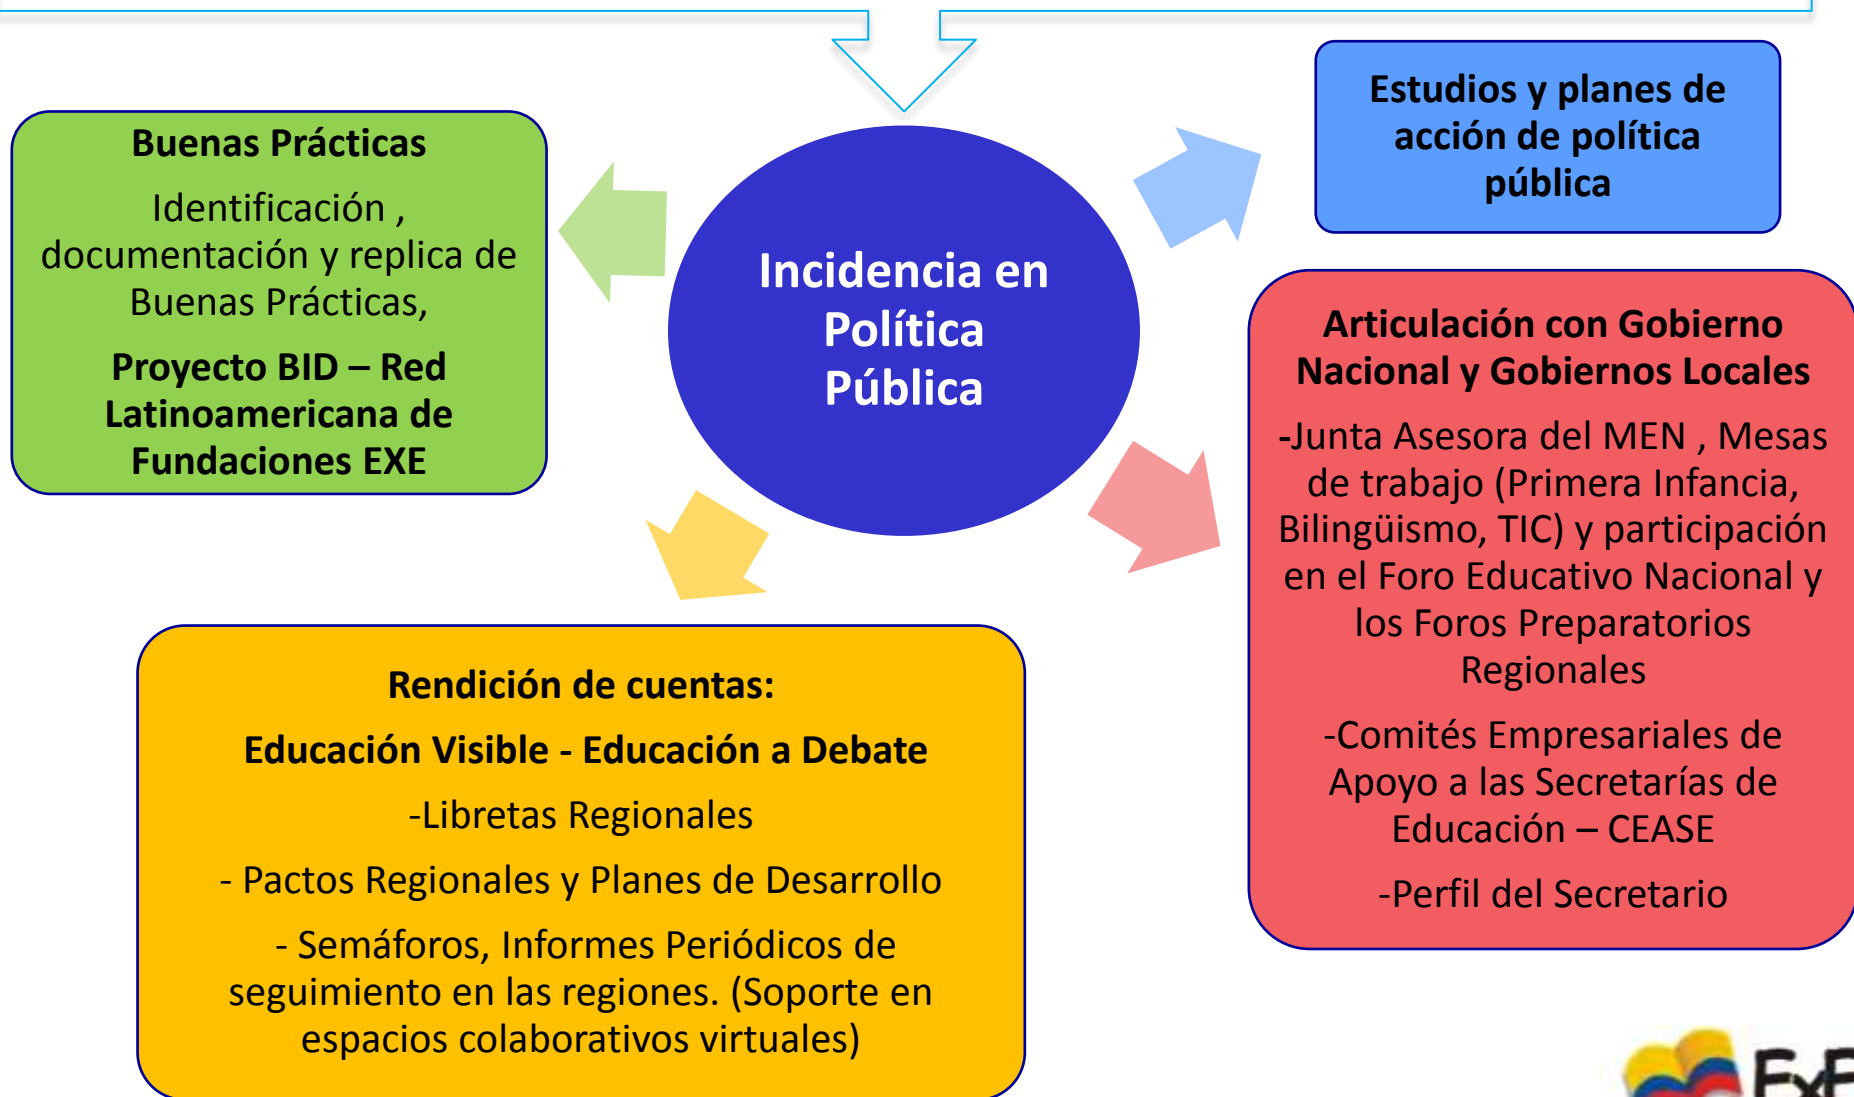 Buenas Prácticas
Identificación ,
documentación y replica de
Buenas Prácticas,
Proyecto BID – Red
Latinoamericana de
Fundaciones EXE
Incidencia en
Política
Pública
Estudios y planes de
acción de política
pública
Articulación con Gobierno
Nacional y Gobiernos Locales
-Junta Asesora del MEN , Mesas
de trabajo (Primera Infancia,
Bilingüismo, TIC) y participación
en el Foro Educativo Nacional y
los Foros Preparatorios
Regionales
-Comités Empresariales de
Apoyo a las Secretarías de
Educación – CEASE
-Perfil del Secretario
Rendición de cuentas:
Educación Visible - Educación a Debate
-Libretas Regionales
- Pactos Regionales y Planes de Desarrollo
- Semáforos, Informes Periódicos de
seguimiento en las regiones. (Soporte en
espacios colaborativos virtuales)
ExE